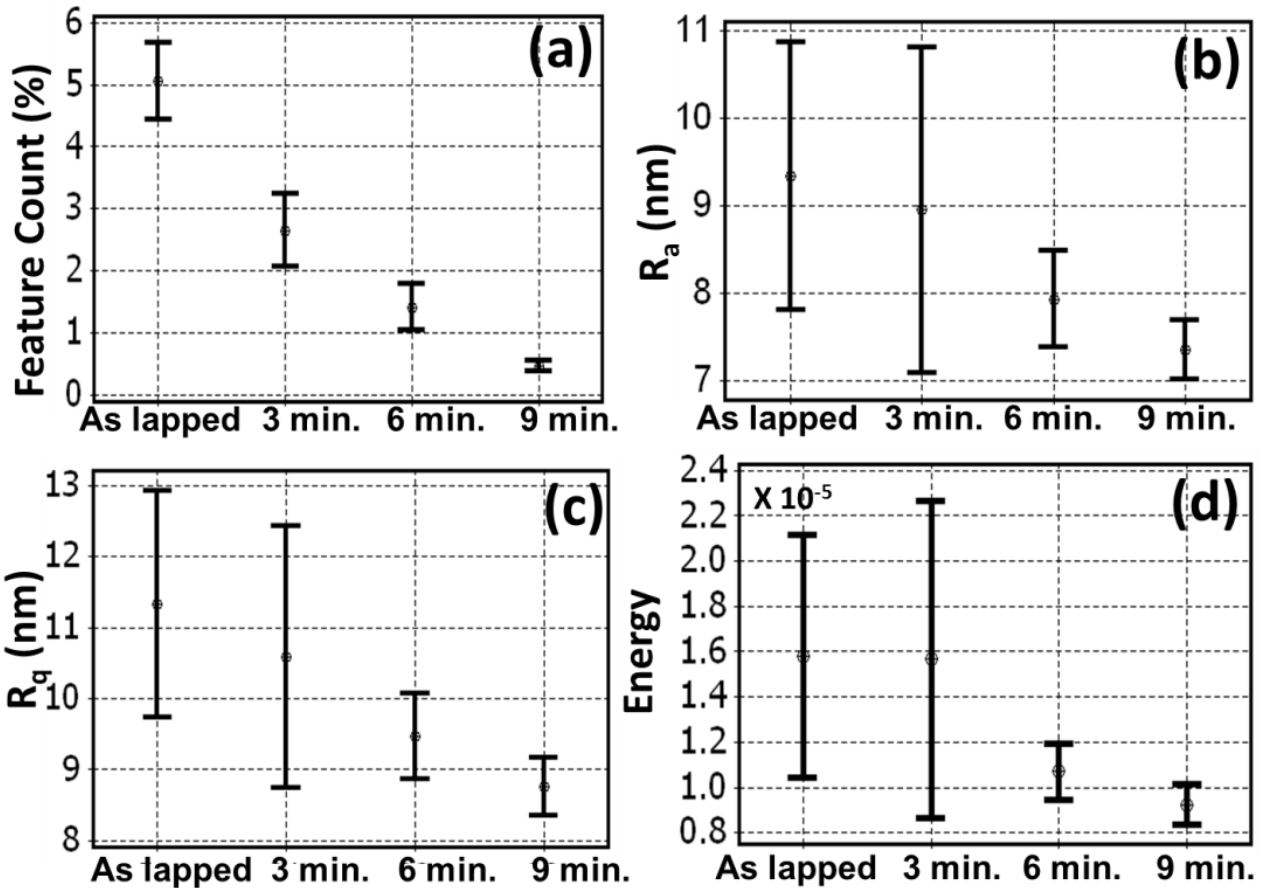 (a)
Feature Count (%)
6
5
4
3
2
1
0
As lapped 3 min. 6 min. 9 min.
(b)
Rₐ (nm)
11
10
9
8
7
As lapped 3 min. 6 min. 9 min.
(c)
R_q (nm)
13
12
11
10
9
8
As lapped 3 min. 6 min. 9 min.
(d)
X 10⁻⁵
Energy
2.4
2.2
2.0
1.8
1.6
1.4
1.2
1.0
0.8
As lapped 3 min. 6 min. 9 min.